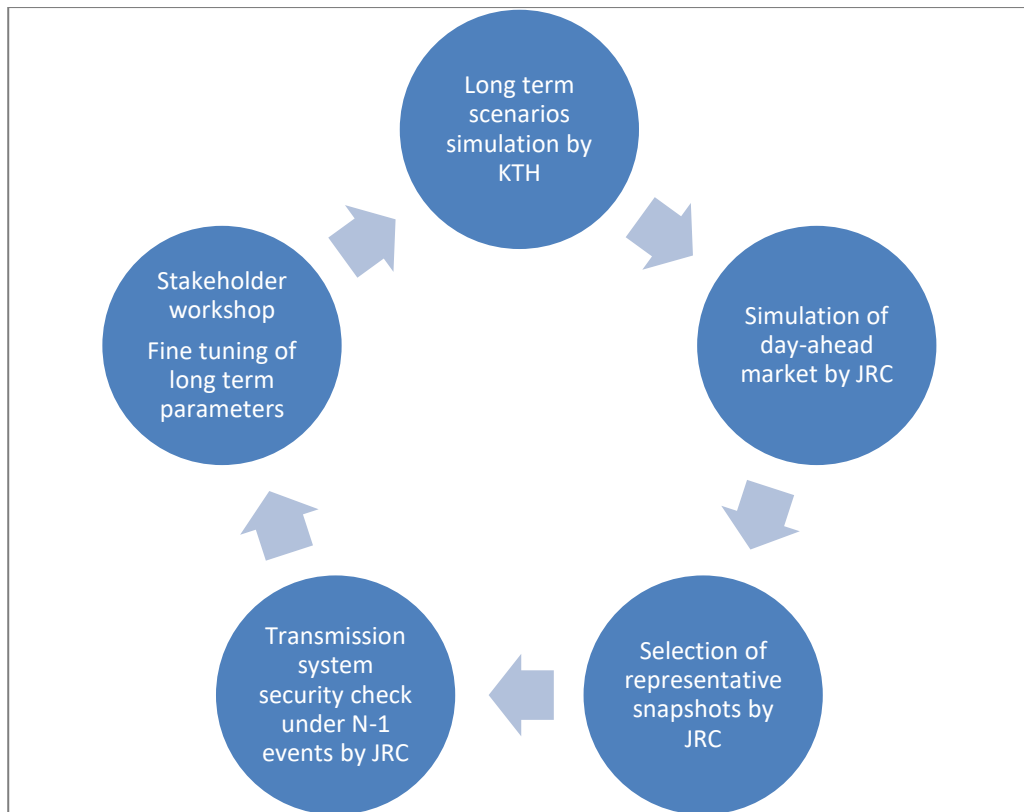 Long term
scenarios
simulation by
KTH
Simulation of
day-ahead
market by JRC
Selection of
representative
snapshots by
JRC
Transmission
system
security check
under N-1
events by JRC
Stakeholder
workshop
Fine tuning of
long term
parameters